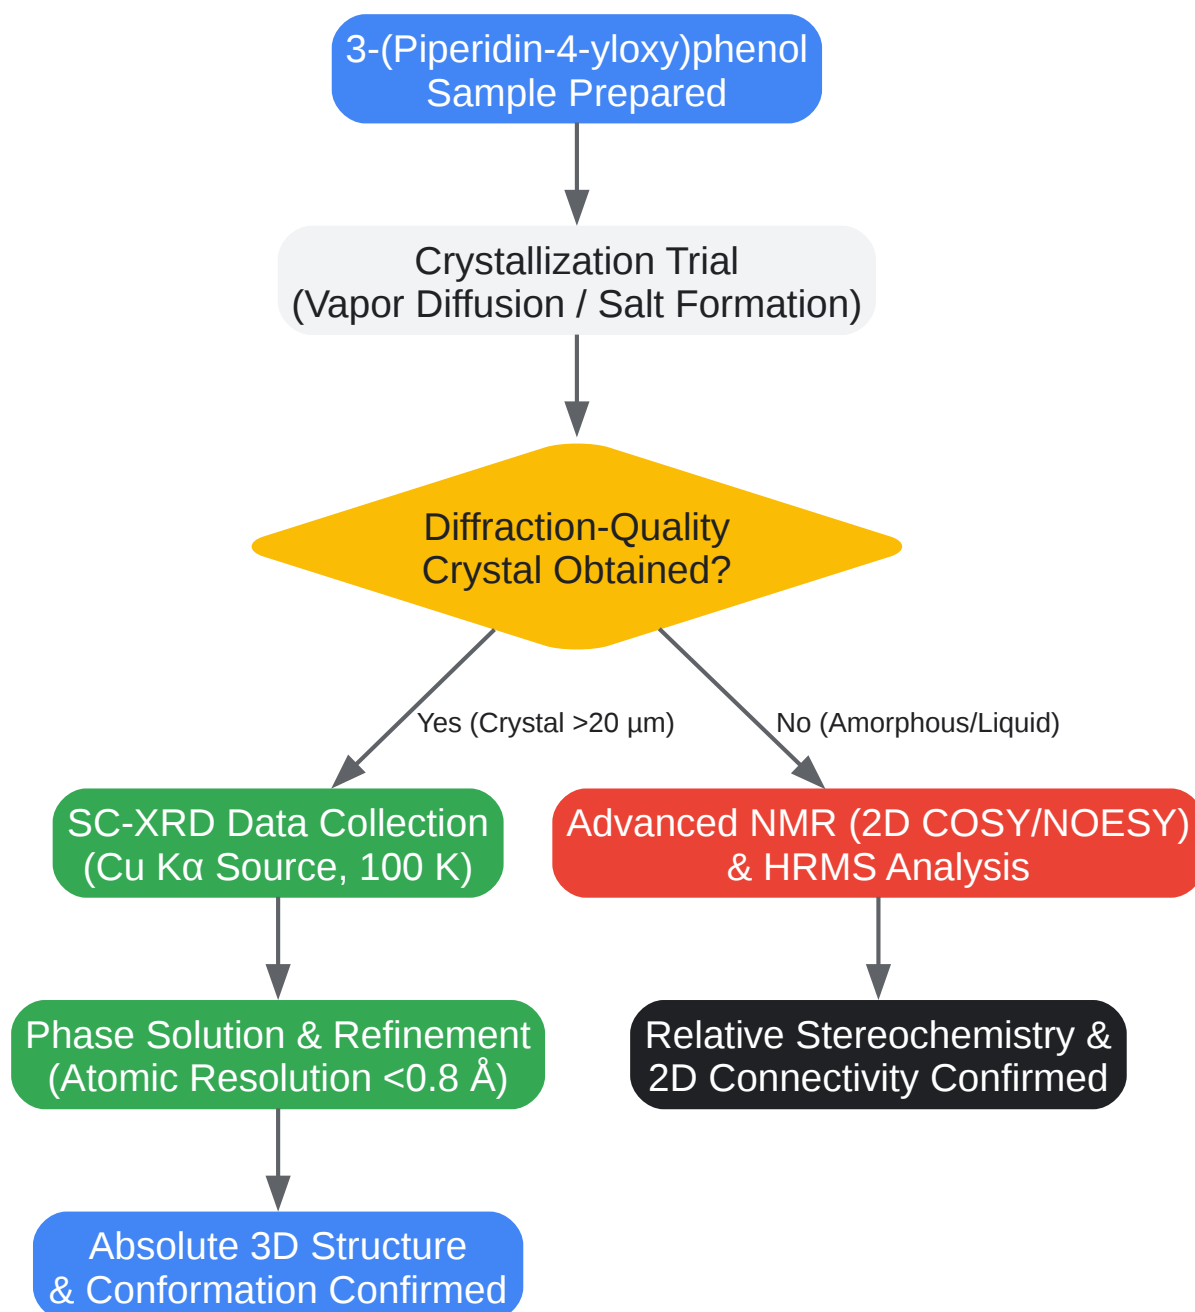 3-(Piperidin-4-yloxy)phenol
Sample Prepared
Crystallization Trial
(Vapor Diffusion / Salt Formation)
Diffraction-Quality
Crystal Obtained?
Yes (Crystal >20 µm)
No (Amorphous/Liquid)
SC-XRD Data Collection
(Cu Kα Source, 100 K)
Advanced NMR (2D COSY/NOESY)
& HRMS Analysis
Phase Solution & Refinement
(Atomic Resolution <0.8 Å)
Relative Stereochemistry &
2D Connectivity Confirmed
Absolute 3D Structure
& Conformation Confirmed